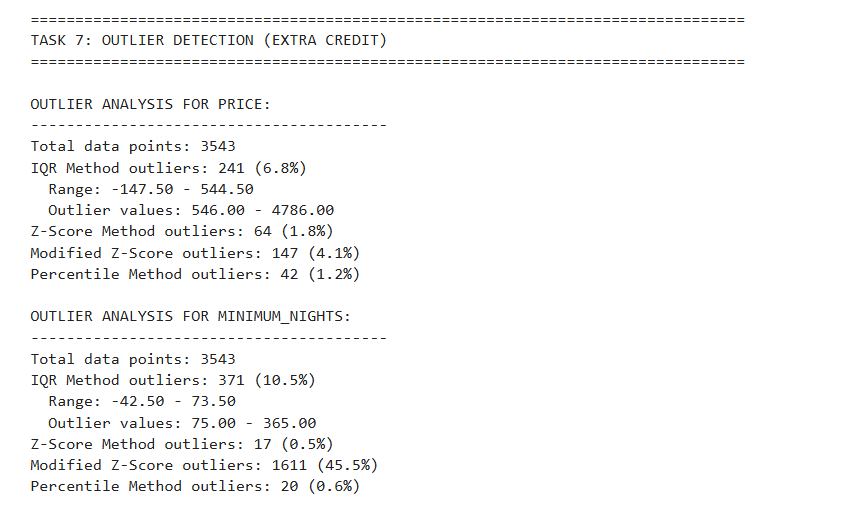 ================================================================================
TASK 7: OUTLIER DETECTION (EXTRA CREDIT)
================================================================================
OUTLIER ANALYSIS FOR PRICE:
----------------------------------------
Total data points: 3543
IQR Method outliers: 241 (6.8%)
  Range: -147.50 - 544.50
  Outlier values: 546.00 - 4786.00
Z-Score Method outliers: 64 (1.8%)
Modified Z-Score outliers: 147 (4.1%)
Percentile Method outliers: 42 (1.2%)
OUTLIER ANALYSIS FOR MINIMUM_NIGHTS:
----------------------------------------
Total data points: 3543
IQR Method outliers: 371 (10.5%)
  Range: -42.50 - 73.50
  Outlier values: 75.00 - 365.00
Z-Score Method outliers: 17 (0.5%)
Modified Z-Score outliers: 1611 (45.5%)
Percentile Method outliers: 20 (0.6%)